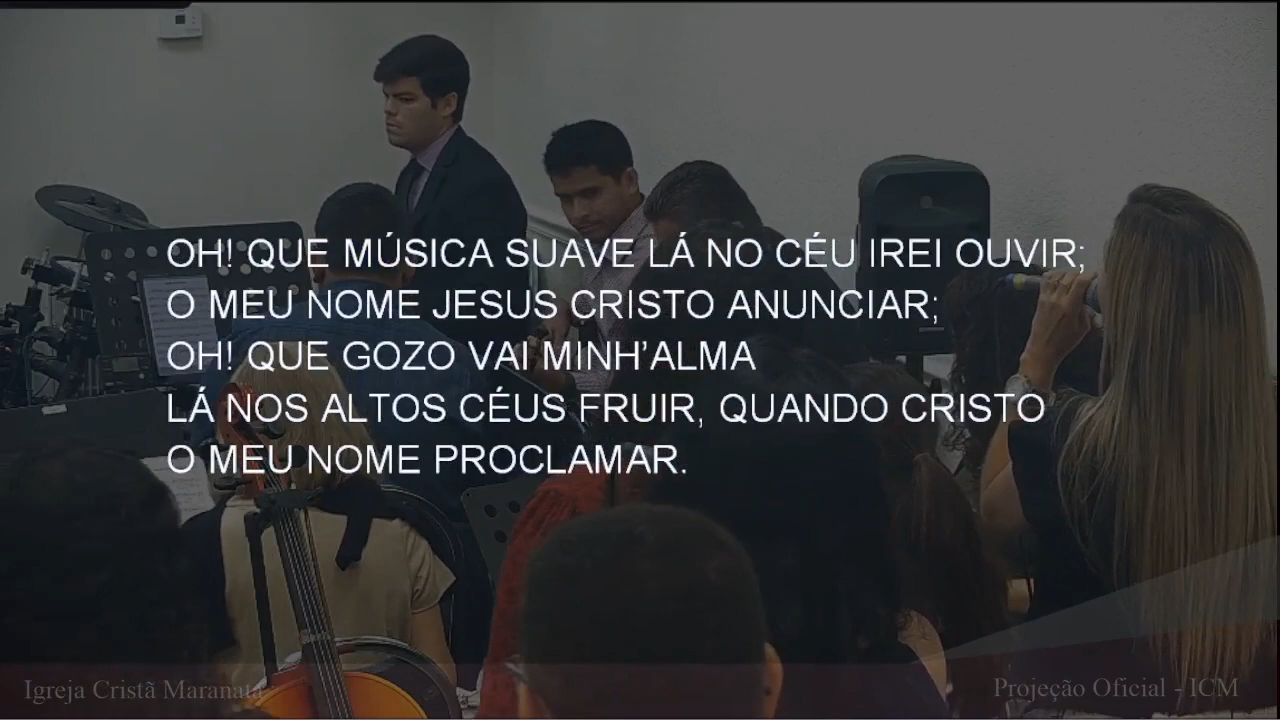 OH! QUE MÚSICA SUAVE LÁ NO CÉU IREI OUVIR;
O MEU NOME JESUS CRISTO ANUNCIAR;
OH! QUE GOZO VAI MINH’ALMA
LÁ NOS ALTOS CÉUS FRUIR, QUANDO CRISTO
O MEU NOME PROCLAMAR.
Igreja Cristã Maranata
Projeção Oficial - ICM